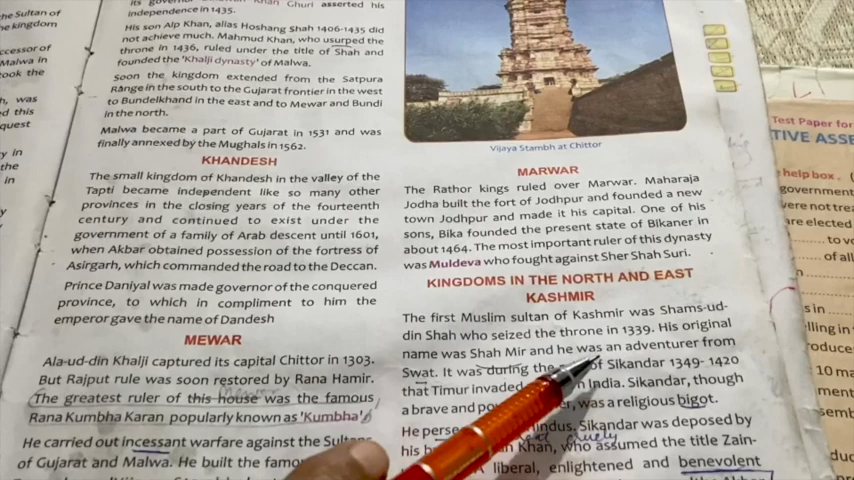 the Sultan of
he kingdom
ccessor of
Malwa in
ook the
h, was
ed this
quest
y in
the
in
its
Khan Ghuri asserted his
independence in 1435.
His son Alp Khan, alias Hoshang Shah 1406-1435 did
not achieve much. Mahmud Khan, who usurped the
throne in 1436, ruled under the title of Shah and
founded the 'Khalji dynasty' of Malwa.
Soon the kingdom extended from the Satpura
Range in the south to the Gujarat frontier in the west
to Bundelkhand in the east and to Mewar and Bundi
in the north.
Malwa became a part of Gujarat in 1531 and was
finally annexed by the Mughals in 1562.
KHANDESH
The small kingdom of Khandesh in the valley of the
Tapti became independent like so many other
provinces in the closing years of the fourteenth
century and continued to exist under the
government of a family of Arab descent until 1601,
when Akbar obtained possession of the fortress of
Asirgarh, which commanded the road to the Deccan.
Prince Daniyal was made governor of the conquered
province, to which in compliment to him the
emperor gave the name of Dandesh
MEWAR
Ala-ud-din Khalji captured its capital Chittor in 1303.
But Rajput rule was soon restored by Rana Hamir.
The greatest ruler of this house was the famous
Rana Kumbha Karan popularly known as 'Kumbha'
He carried out incessant warfare against the Sultans
of Gujarat and Malwa. He built the famou
Vijaya Stambh at Chittor
MARWAR
The Rathor kings ruled over Marwar. Maharaja
Jodha built the fort of Jodhpur and founded a new
town Jodhpur and made it his capital. One of his
sons, Bika founded the present state of Bikaner in
about 1464. The most important ruler of this dynasty
was Muldeva who fought against Sher Shah Suri.
KINGDOMS IN THE NORTH AND EAST
KASHMIR
The first Muslim sultan of Kashmir was Shams-ud-
din Shah who seized the throne in 1339. His original
name was Shah Mir and he was an adventurer from
Swat. It was during the of Sikandar 1349-1420
that Timur invaded India. Sikandar, though
a brave and po er, was a religious bigot.
He perse indus. Sikandar was deposed by
his b n Khan, who assumed the title Zain-
liberal, enlightened and benevolent
Test Paper for
TIVE ASSE
help box.
government
were not trea
are elected
to vo
of all
s in
lling in
roduce
10 ma
ment
semb
duc